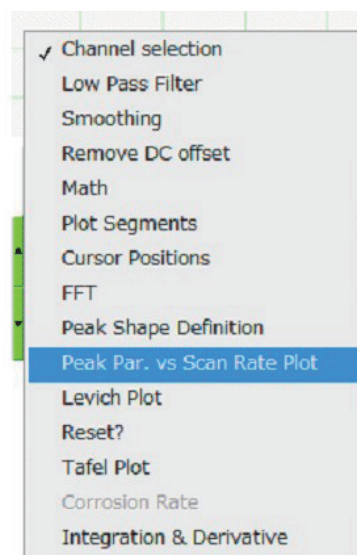 ✓ Channel selection
Low Pass Filter
Smoothing
Remove DC offset
Math
Plot Segments
Cursor Positions
FFT
Peak Shape Definition
Peak Par. vs Scan Rate Plot
Levich Plot
Reset?
Tafel Plot
Corrosion Rate
Integration & Derivative